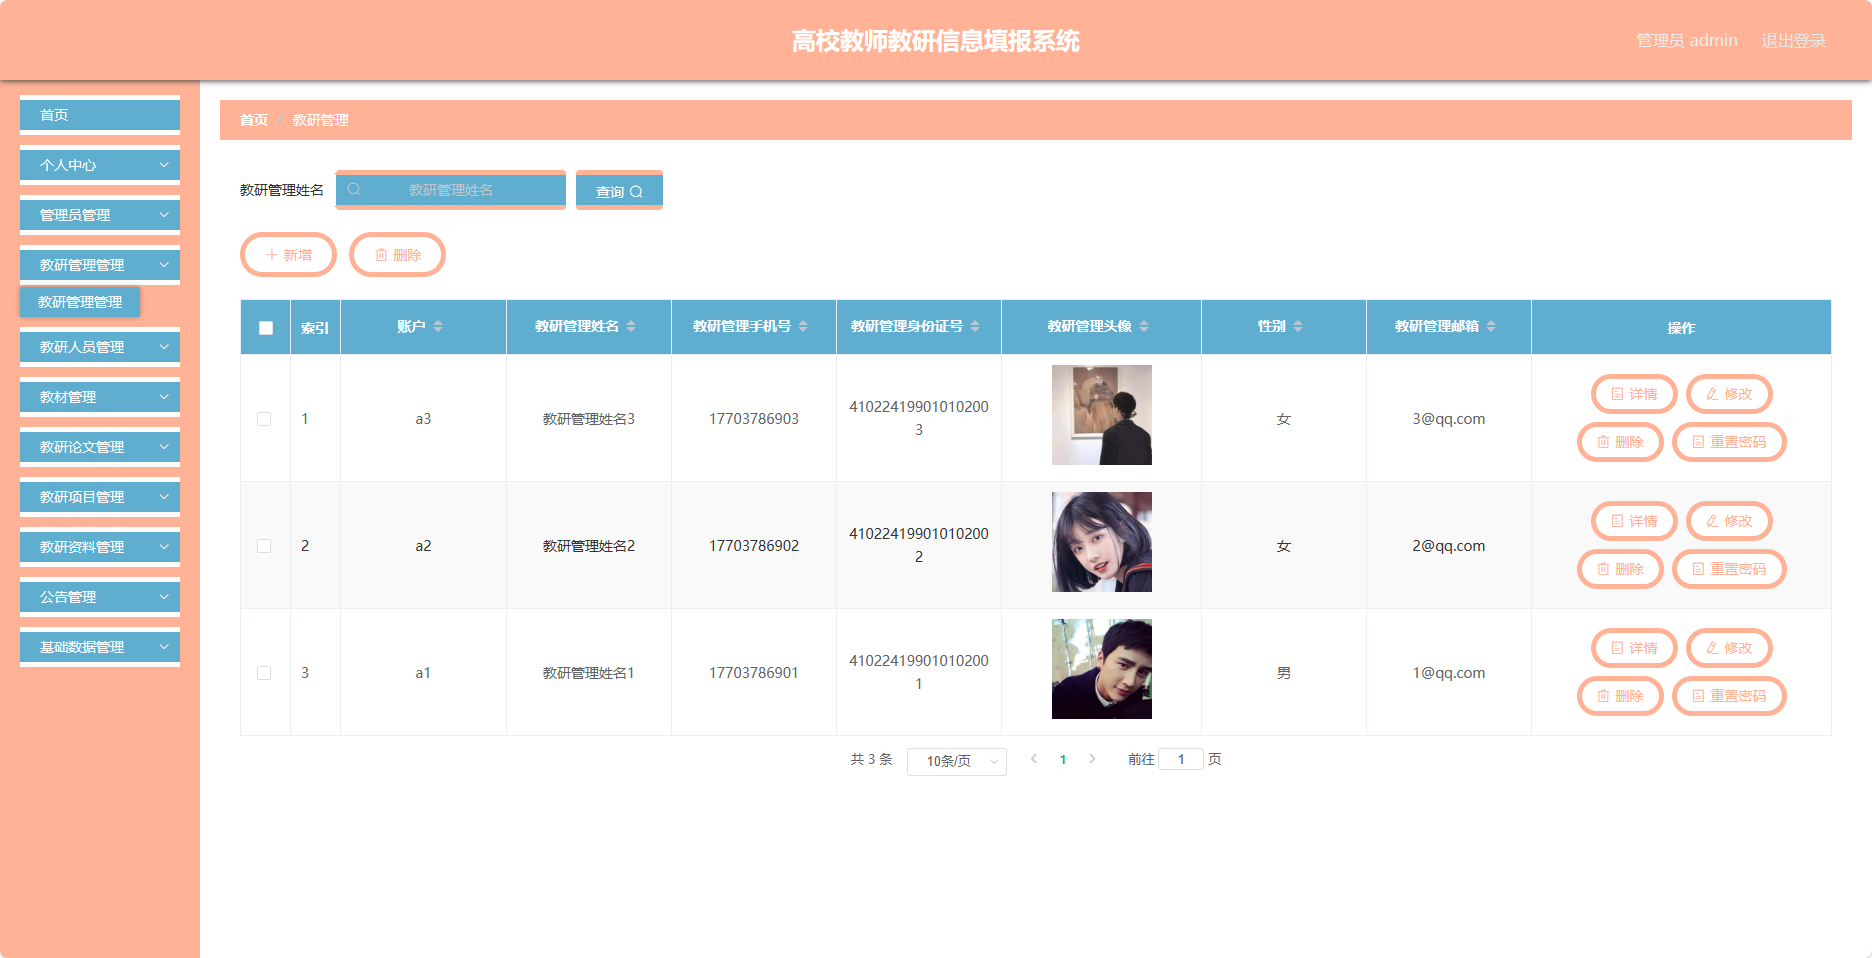 高校教师教研信息填报系统
管理员 admin 退出登录
首页
个人中心
管理员管理
教研管理管理
教研管理管理
教研人员管理
教材管理
教研论文管理
教研项目管理
教研资料管理
公告管理
基础数据管理
首页 / 教研管理
教研管理姓名 教研管理姓名 查询
新增 删除
索引 账户 教研管理姓名 教研管理手机号 教研管理身份证号 教研管理头像 性别 教研管理邮箱 操作
1 a3 教研管理姓名3 17703786903 41022419901010200
3 女 3@qq.com 详情 修改
删除 重置密码
2 a2 教研管理姓名2 17703786902 41022419901010200
2 女 2@qq.com 详情 修改
删除 重置密码
3 a1 教研管理姓名1 17703786901 41022419901010200
1 男 1@qq.com 详情 修改
删除 重置密码
共 3 条 10条/页 1 前往 1 页